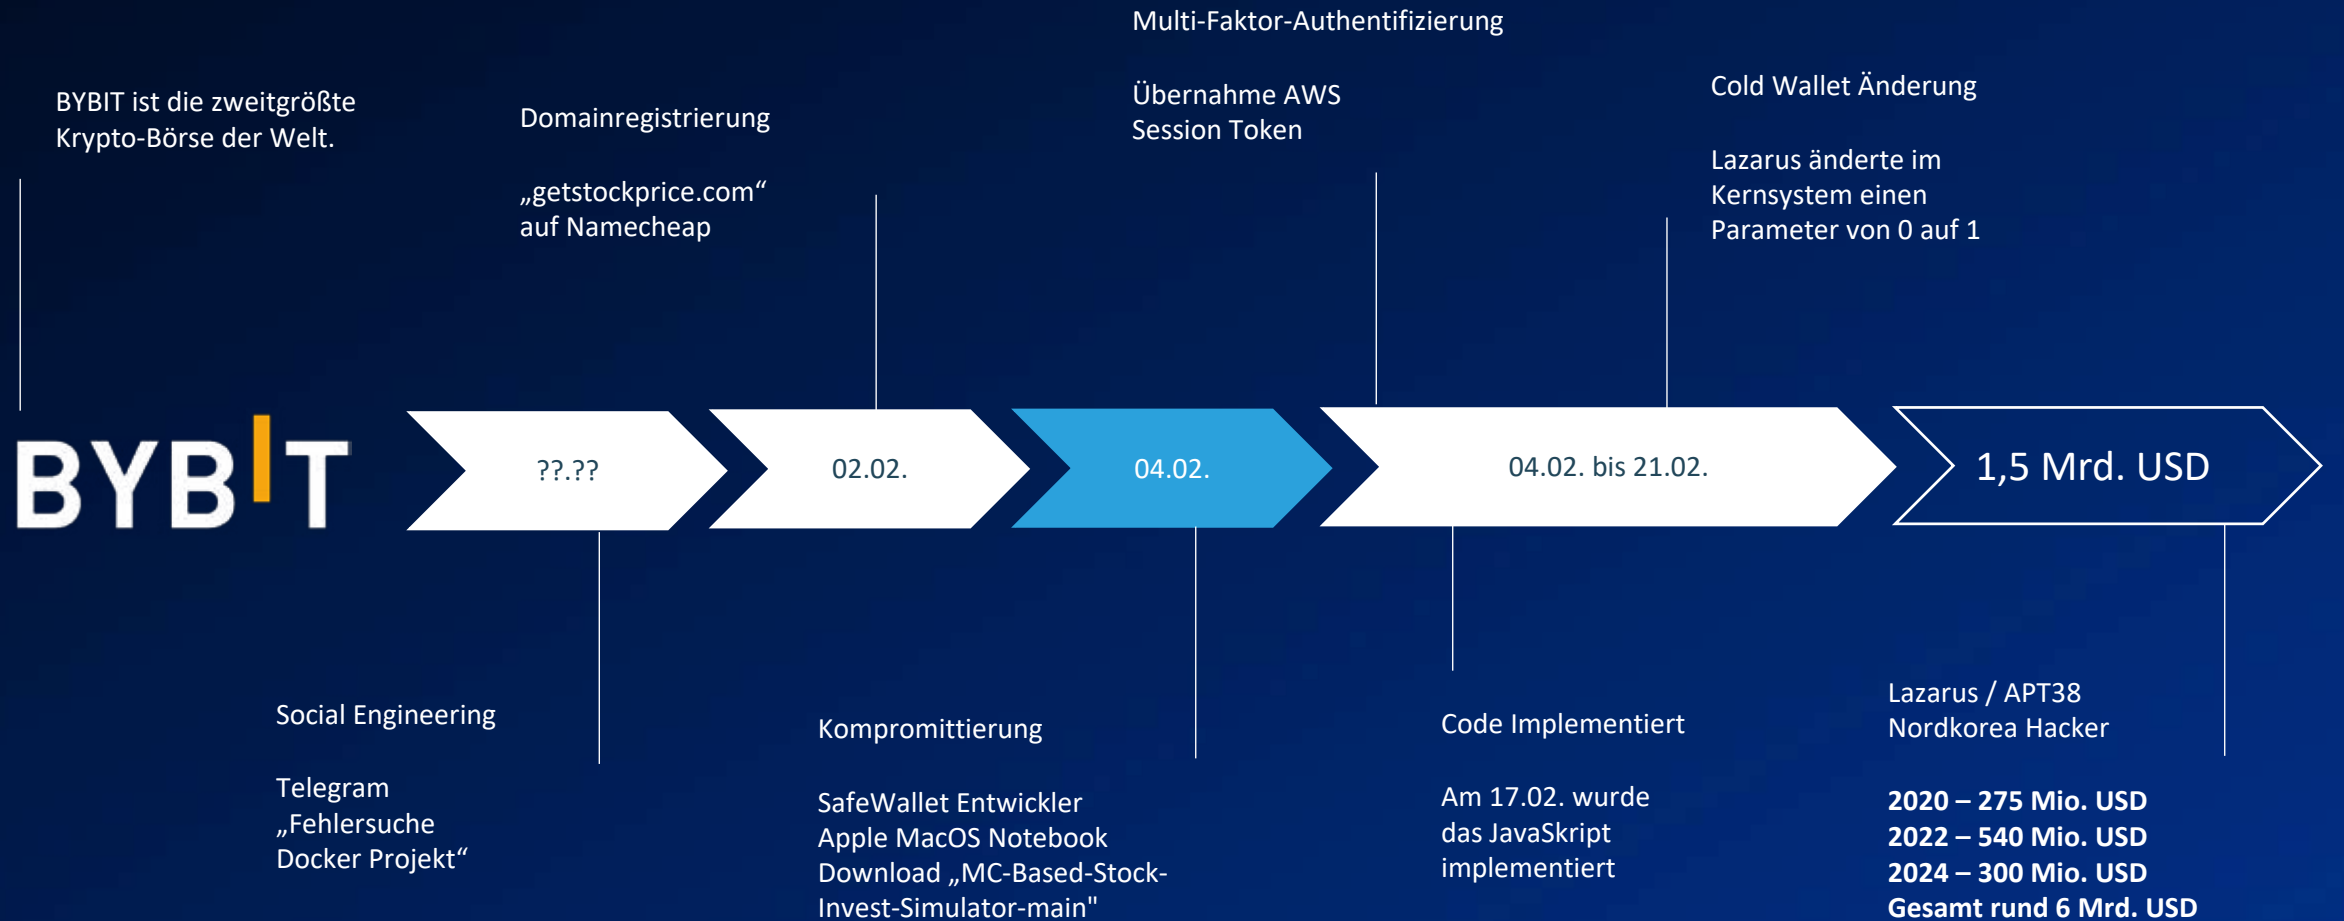 BYBIT ist die zweitgrößte
Krypto-Börse der Welt.
Domainregistrierung
„getstockprice.com“
auf Namecheap
Multi-Faktor-Authentifizierung
Übernahme AWS
Session Token
Cold Wallet Änderung
Lazarus änderte im
Kernsystem einen
Parameter von 0 auf 1
BYBIT
??.??
02.02.
04.02.
04.02. bis 21.02.
1,5 Mrd. USD
Social Engineering
Telegram
„Fehlersuche
Docker Projekt“
Kompromittierung
SafeWallet Entwickler
Apple MacOS Notebook
Download „MC-Based-Stock-
Invest-Simulator-main"
Code Implementiert
Am 17.02. wurde
das JavaSkript
implementiert
Lazarus / APT38
Nordkorea Hacker
2020 – 275 Mio. USD
2022 – 540 Mio. USD
2024 – 300 Mio. USD
Gesamt rund 6 Mrd. USD